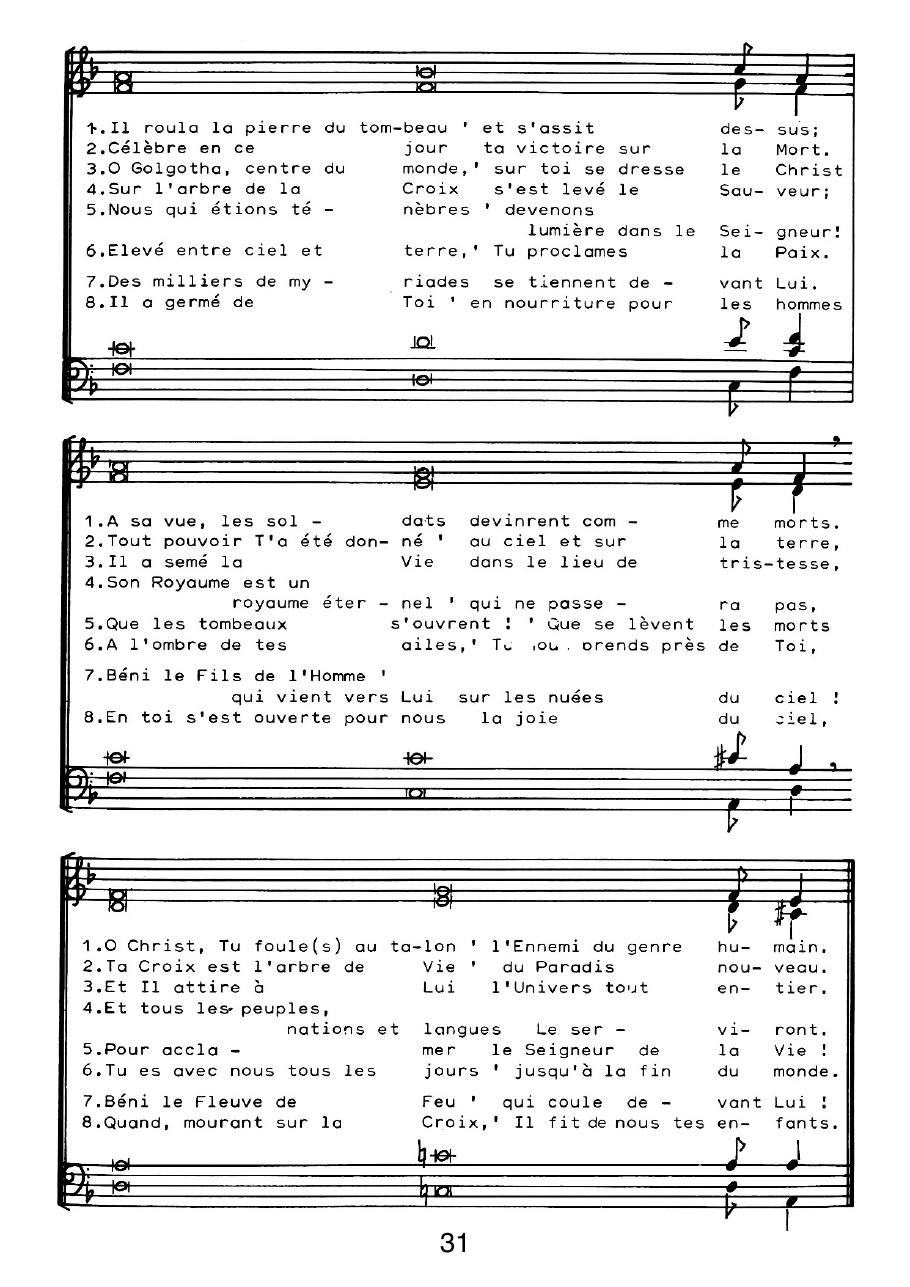 1.Il roula la pierre du tom-beau ' et s'assit des- sus;
2.Célèbre en ce jour ta victoire sur la Mort.
3.O Golgotha, centre du monde,' sur toi se dresse le Christ
4.Sur l'arbre de la Croix s'est levé le Sau- veur;
5.Nous qui étions té - nèbres ' devenons
lumière dans le Sei- gneur!
6.Elevé entre ciel et terre,' Tu proclames la Paix.
7.Des milliers de my - riades se tiennent de - vant Lui.
8.Il a germé de Toi ' en nourriture pour les hommes
1.A sa vue, les sol - dats devinrent com - me morts.
2.Tout pouvoir T'a été don- né ' au ciel et sur la terre,
3.Il a semé la Vie dans le lieu de tris-tesse,
4.Son Royaume est un
royaume éter - nel ' qui ne passe - ra pas,
5.Que les tombeaux s'ouvrent ! ' Que se lèvent les morts
6.A l'ombre de tes ailes,' Tu prends près de Toi,
7.Béni le Fils de l'Homme '
qui vient vers Lui sur les nuées du ciel !
8.En toi s'est ouverte pour nous la joie du ciel,
1.O Christ, Tu foule(s) au ta-lon ' l'Ennemi du genre hu- main.
2.Ta Croix est l'arbre de Vie ' du Paradis nou- veau.
3.Et Il attire à Lui l'Univers tout en- tier.
4.Et tous les peuples,
nations et langues Le ser - vi- ront.
5.Pour accla - mer le Seigneur de la Vie !
6.Tu es avec nous tous les jours ' jusqu'à la fin du monde.
7.Béni le Fleuve de Feu ' qui coule de - vant Lui !
8.Quand, mourant sur la Croix,' Il fit de nous tes en- fants.
31